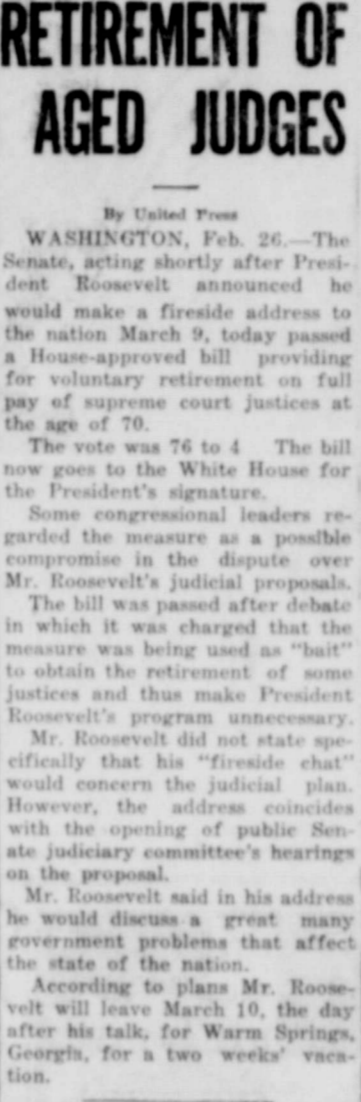 RETIREMENT OF
AGED JUDGES
By United Press
WASHINGTON, Feb. 26.—The
Senate, acting shortly after Presi-
dent Roosevelt announced he
would make a fireside address to
the nation March 9, today passed
a House-approved bill providing
for voluntary retirement on full
pay of supreme court justices at
the age of 70.
The vote was 76 to 4 The bill
now goes to the White House for
the President's signature.
Some congressional leaders re-
garded the measure as a possible
compromise in the dispute over
Mr. Roosevelt's judicial proposals.
The bill was passed after debate
in which it was charged that the
measure was being used as "bait"
to obtain the retirement of some
justices and thus make President
Roosevelt's program unnecessary.
Mr. Roosevelt did not state spe-
cifically that his "fireside chat"
would concern the judicial plan.
However, the address coincides
with the opening of public Sen-
ate judiciary committee's hearings
on the proposal.
Mr. Roosevelt said in his address
he would discuss a great many
government problems that affect
the state of the nation.
According to plans Mr. Roose-
velt will leave March 10, the day
after his talk, for Warm Springs,
Georgia, for a two weeks' vaca-
tion.